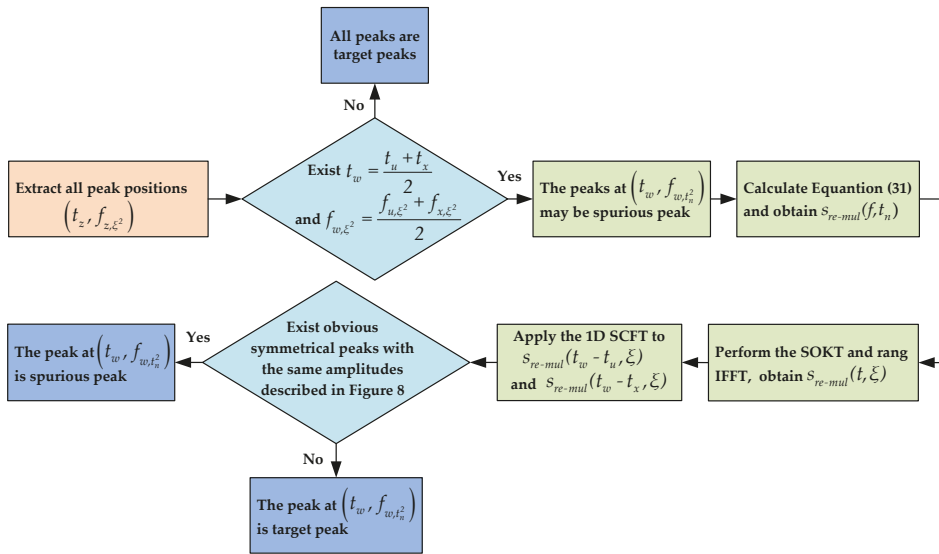 All peaks are
target peaks
No
Extract all peak positions
(t_z, f_{z,ξ²})
Exist t_w = (t_u + t_x)/2
and f_{w,ξ²} = (f_{u,ξ²} + f_{x,ξ²})/2
Yes
The peaks at (t_w, f_{w,t_n²})
may be spurious peak
Calculate Equantion (31)
and obtain s_{re-mul}(f,t_n)
Perform the SOKT and rang
IFFT, obtain s_{re-mul}(t,ξ)
Apply the 1D SCFT to
s_{re-mul}(t_w - t_u,ξ)
and s_{re-mul}(t_w - t_x,ξ)
Exist obvious
symmetrical peaks with
the same amplitudes
described in Figure 8
Yes
The peak at (t_w, f_{w,t_n²})
is spurious peak
No
The peak at (t_w, f_{w,t_n²})
is target peak